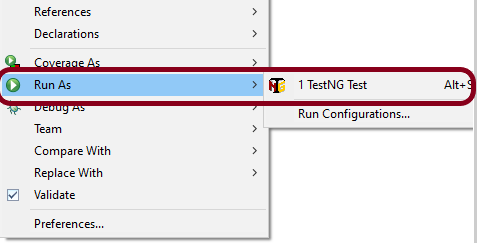 References
Declarations
Coverage As
Run As
1 TestNG Test Alt+S
Debug As
Run Configurations...
Team
Compare With
Replace With
Validate
Preferences...